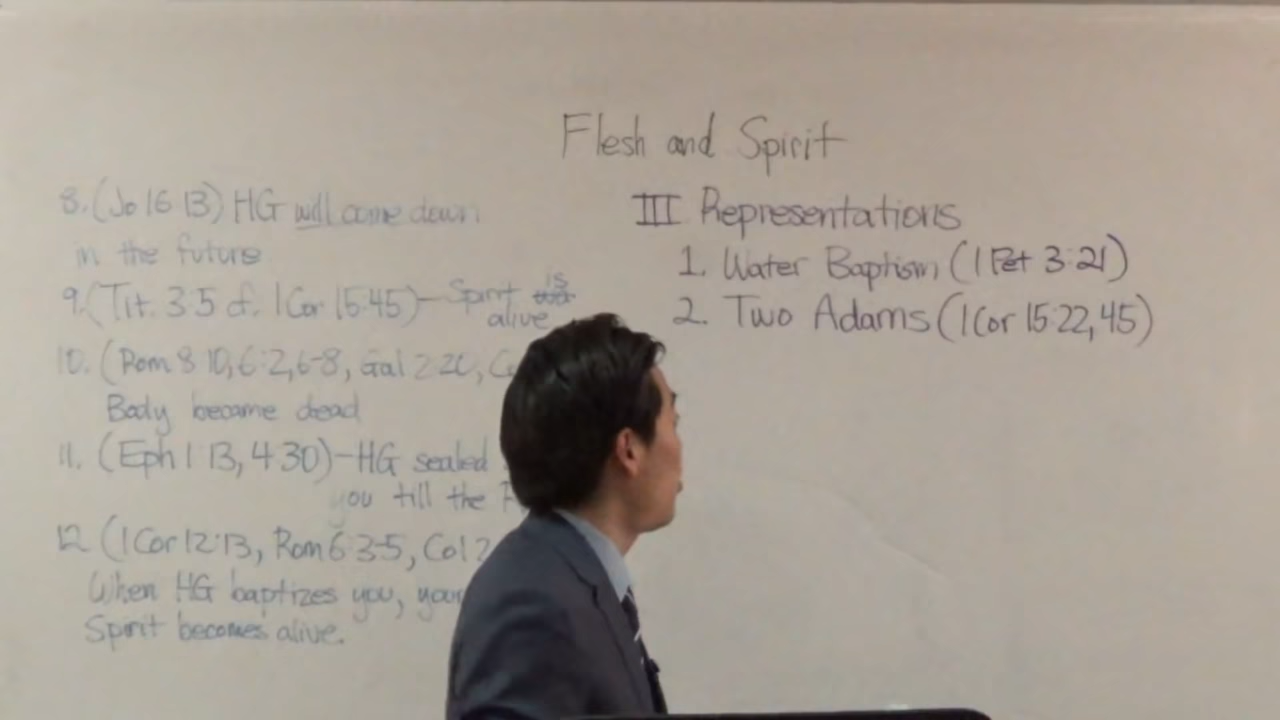 Flesh and Spirit
8. (Jo 16 13) HG will come down
in the future
9. (Tit. 3:5 cf. 1 Cor 15:45) - Spirit is
alive
10. (Rom 8 10, 6:2,6-8, Gal 2 20,
Body became dead
11. (Eph 1 13, 4 30) - HG sealed
you till the
12 (1 Cor 12:13, Rom 6:3-5, Col 2
When HG baptizes you, your
Spirit becomes alive.
III Representations
1. Water Baptism (1 Pet 3:21)
2. Two Adams (1 Cor 15:22, 45)